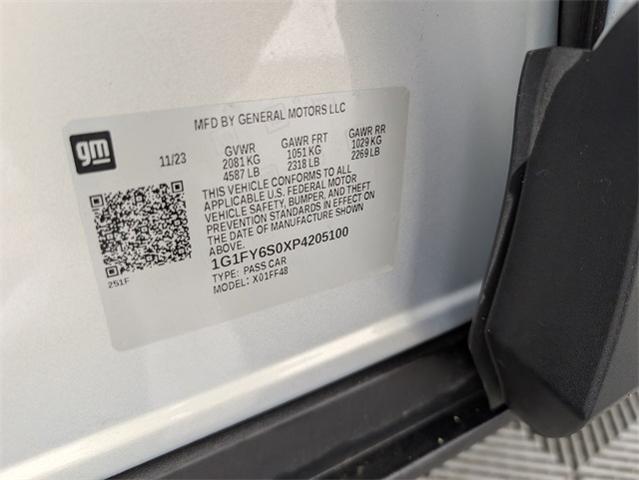 MFD BY GENERAL MOTORS LLC
gm
11/23
GVWR GAWR FRT GAWR RR
2081 KG 1051 KG 1029 KG
4587 LB 2318 LB 2269 LB
THIS VEHICLE CONFORMS TO ALL
APPLICABLE U.S. FEDERAL MOTOR
VEHICLE SAFETY, BUMPER, AND THEFT
PREVENTION STANDARDS IN EFFECT ON
THE DATE OF MANUFACTURE SHOWN
ABOVE.
1G1FY6S0XP4205100
TYPE: PASS CAR
MODEL: X01FF48
251F